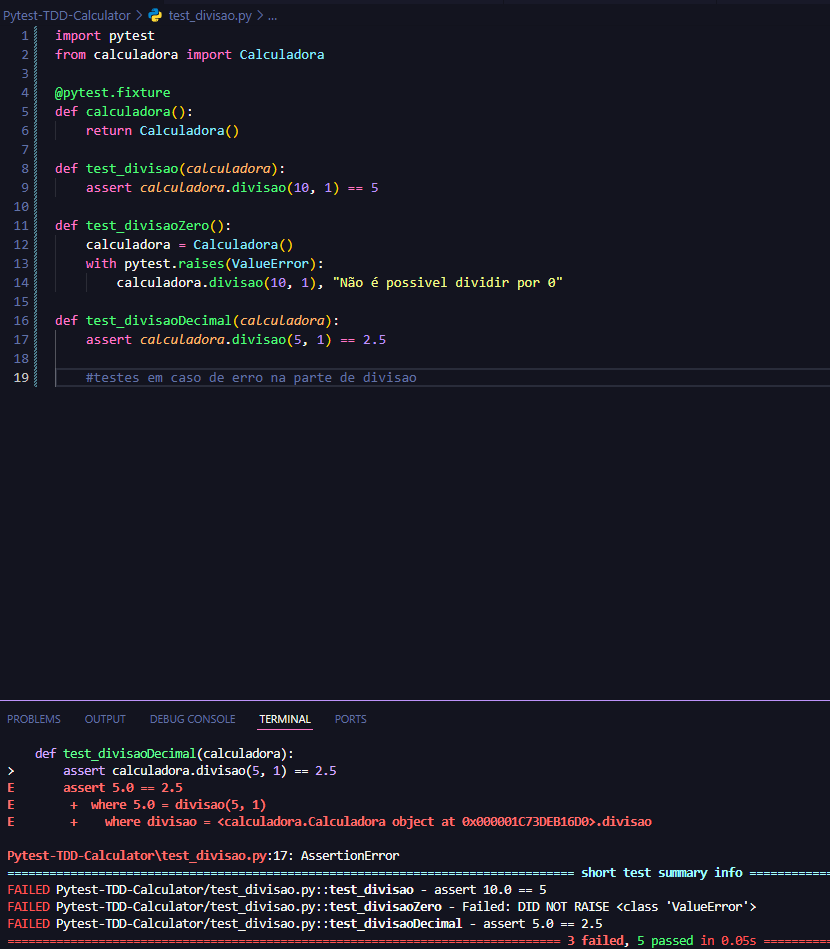 Pytest-TDD-Calculator > test_divisao.py > ...
1 import pytest
2 from calculadora import Calculadora
3
4 @pytest.fixture
5 def calculadora():
6     return Calculadora()
7
8 def test_divisao(calculadora):
9     assert calculadora.divisao(10, 1) == 5
10
11 def test_divisaoZero():
12     calculadora = Calculadora()
13     with pytest.raises(ValueError):
14         calculadora.divisao(10, 1), "Não é possivel dividir por 0"
15
16 def test_divisaoDecimal(calculadora):
17     assert calculadora.divisao(5, 1) == 2.5
18
19     #testes em caso de erro na parte de divisao
PROBLEMS OUTPUT DEBUG CONSOLE TERMINAL PORTS
    def test_divisaoDecimal(calculadora):
>       assert calculadora.divisao(5, 1) == 2.5
E       assert 5.0 == 2.5
E        +  where 5.0 = divisao(5, 1)
E        +    where divisao = <calculadora.Calculadora object at 0x000001C73DEB16D0>.divisao
Pytest-TDD-Calculator\test_divisao.py:17: AssertionError
========================================================================== short test summary info ===========
FAILED Pytest-TDD-Calculator/test_divisao.py::test_divisao - assert 10.0 == 5
FAILED Pytest-TDD-Calculator/test_divisao.py::test_divisaoZero - Failed: DID NOT RAISE <class 'ValueError'>
FAILED Pytest-TDD-Calculator/test_divisao.py::test_divisaoDecimal - assert 5.0 == 2.5
======================================================================== 3 failed, 5 passed in 0.05s =========